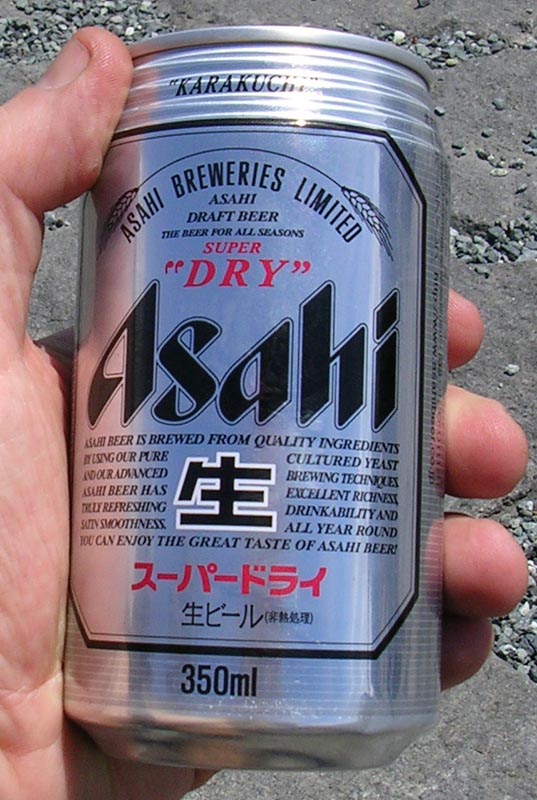 "KARAKUCHI"
ASAHI BREWERIES LIMITED
ASAHI
DRAFT BEER
THE BEER FOR ALL SEASONS
SUPER
"DRY"
Asahi
ASAHI BEER IS BREWED FROM QUALITY INGREDIENTS
BY USING OUR PURE CULTURED YEAST
AND OUR ADVANCED BREWING TECHNIQUES.
ASAHI BEER HAS EXCELLENT RICHNESS,
TRULY REFRESHING DRINKABILITY AND
SATIN SMOOTHNESS. ALL YEAR ROUND
生
YOU CAN ENJOY THE GREAT TASTE OF ASAHI BEER!
スーパードライ
生ビール(非熱処理)
350ml